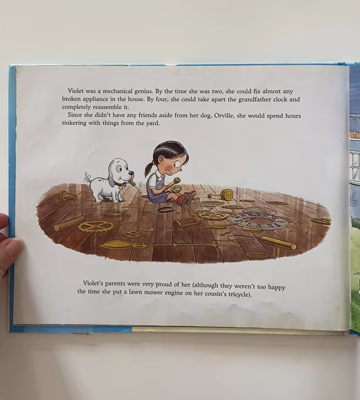 Violet was a mechanical genius. By the time she was two, she could fix almost any
broken appliance in the house. By four, she could take apart the grandfather clock and
completely reassemble it.
Since she didn't have any friends aside from her dog, Orville, she would spend hours
tinkering with things from the yard.
Violet's parents were very proud of her (although they weren't too happy
the time she put a lawn mower engine on her cousin's tricycle).